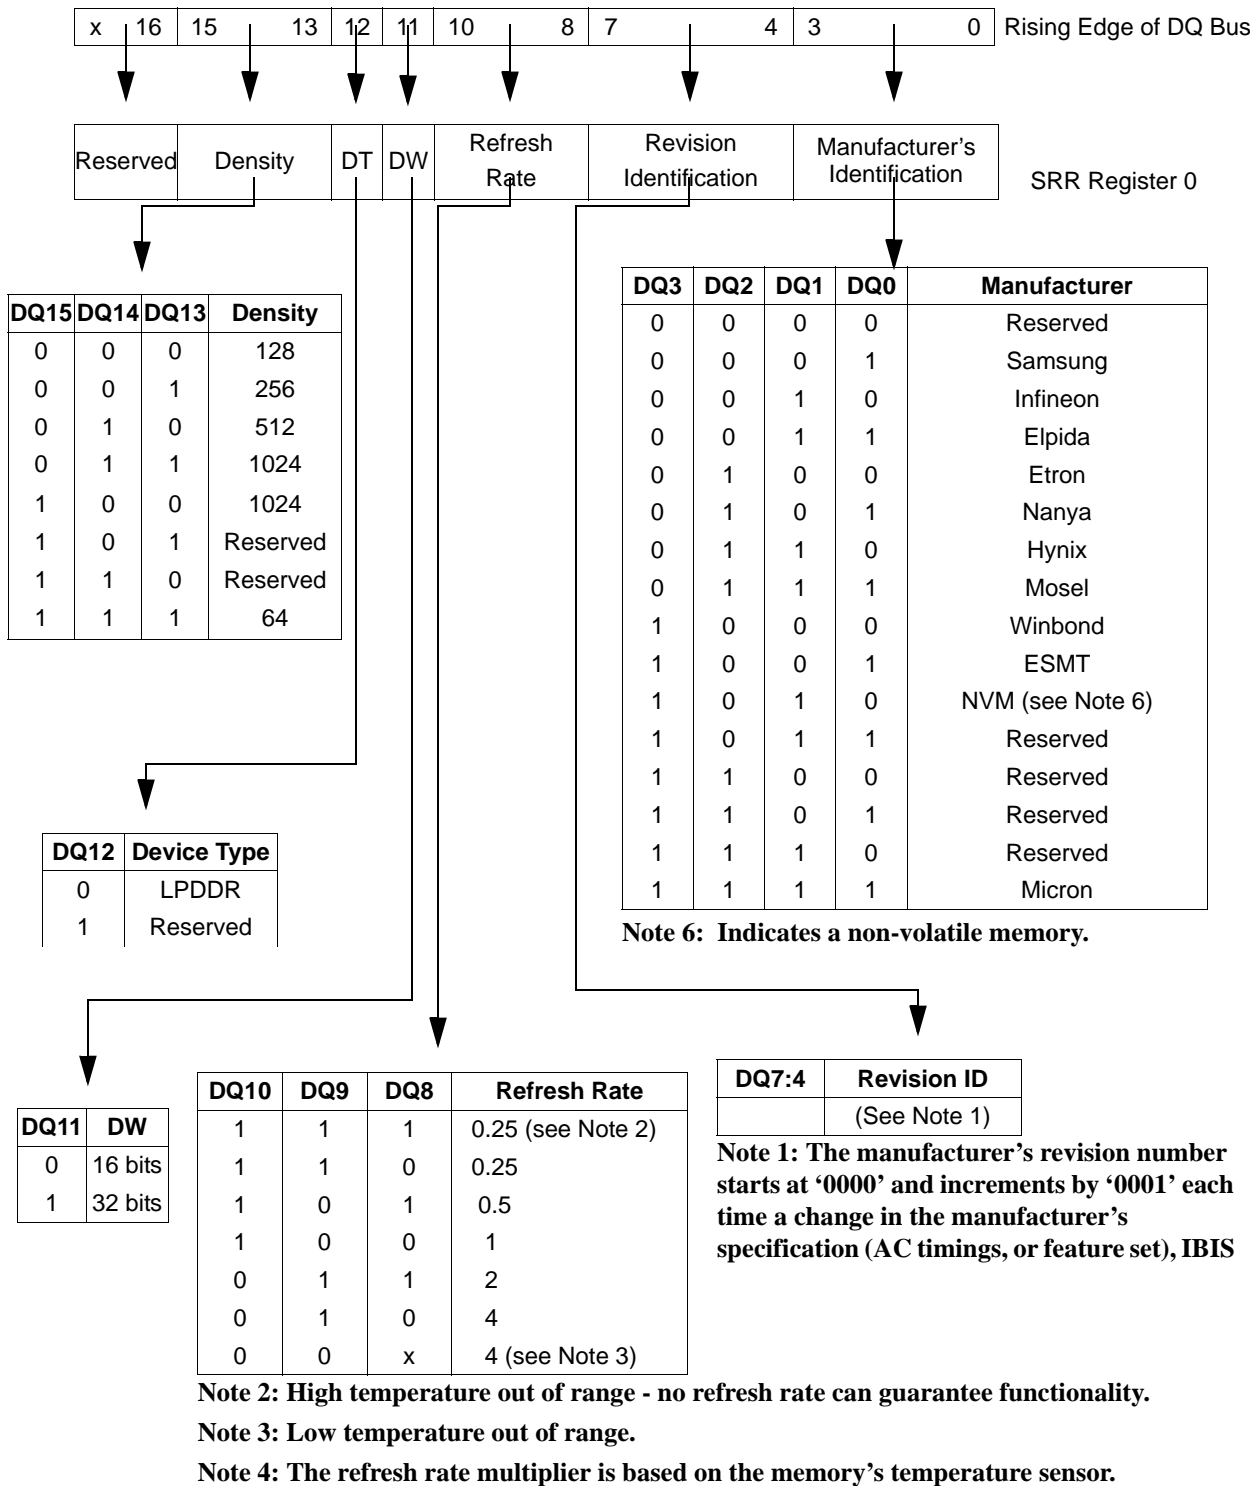 x 16 15 13 12 11 10 8 7 4 3 0 Rising Edge of DQ Bus
Reserved Density DT DW Refresh Rate Revision Identification Manufacturer's Identification SRR Register 0
DQ15 DQ14 DQ13 Density
0 0 0 128
0 0 1 256
0 1 0 512
0 1 1 1024
1 0 0 1024
1 0 1 Reserved
1 1 0 Reserved
1 1 1 64
DQ3 DQ2 DQ1 DQ0 Manufacturer
0 0 0 0 Reserved
0 0 0 1 Samsung
0 0 1 0 Infineon
0 0 1 1 Elpida
0 1 0 0 Etron
0 1 0 1 Nanya
0 1 1 0 Hynix
0 1 1 1 Mosel
1 0 0 0 Winbond
1 0 0 1 ESMT
1 0 1 0 NVM (see Note 6)
1 0 1 1 Reserved
1 1 0 0 Reserved
1 1 0 1 Reserved
1 1 1 0 Reserved
1 1 1 1 Micron
Note 6: Indicates a non-volatile memory.
DQ12 Device Type
0 LPDDR
1 Reserved
DQ11 DW
0 16 bits
1 32 bits
DQ10 DQ9 DQ8 Refresh Rate
1 1 1 0.25 (see Note 2)
1 1 0 0.25
1 0 1 0.5
1 0 0 1
0 1 1 2
0 1 0 4
0 0 x 4 (see Note 3)
DQ7:4 Revision ID
(See Note 1)
Note 1: The manufacturer's revision number
starts at ‘0000’ and increments by ‘0001’ each
time a change in the manufacturer's
specification (AC timings, or feature set), IBIS
Note 2: High temperature out of range - no refresh rate can guarantee functionality.
Note 3: Low temperature out of range.
Note 4: The refresh rate multiplier is based on the memory's temperature sensor.